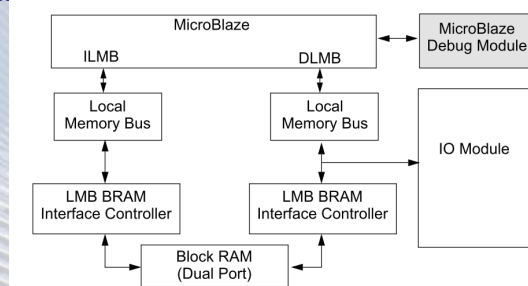 MicroBlaze
MicroBlaze
Debug Module
ILMB
DLMB
Local
Memory Bus
Local
Memory Bus
IO Module
LMB BRAM
Interface Controller
LMB BRAM
Interface Controller
Block RAM
(Dual Port)